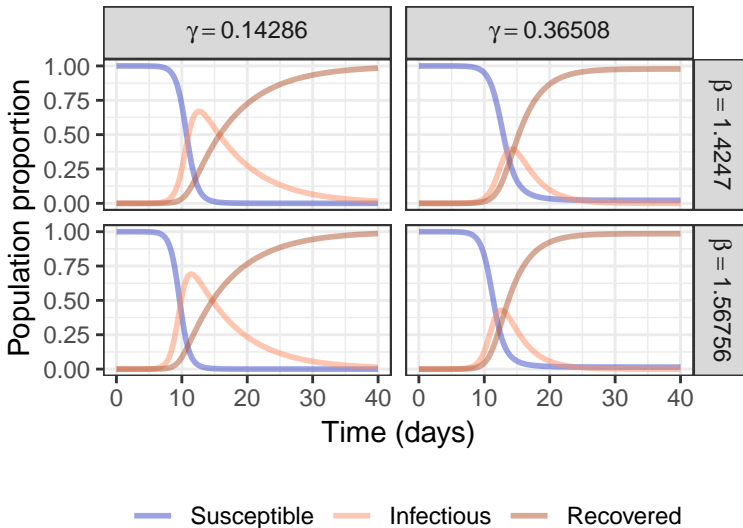 γ = 0.14286
γ = 0.36508
1.00
0.75
0.50
0.25
0.00
β = 1.4247
1.00
0.75
0.50
0.25
0.00
β = 1.56756
Population proportion
0 10 20 30 40
0 10 20 30 40
Time (days)
Susceptible Infectious Recovered